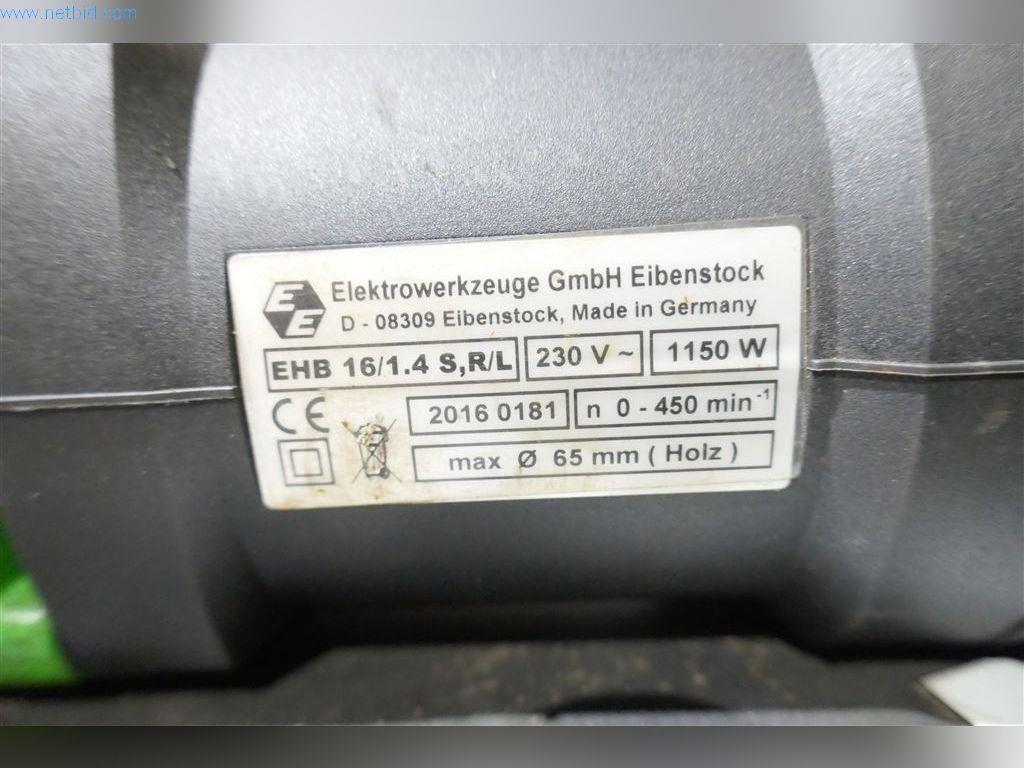 www.netbid.com
EE
Elektrowerkzeuge GmbH Eibenstock
D - 08309 Eibenstock, Made in Germany
EHB 16/1.4 S,R/L 230 V ~ 1150 W
CE 2016 0181 n 0 - 450 min⁻¹
max Ø 65 mm ( Holz )